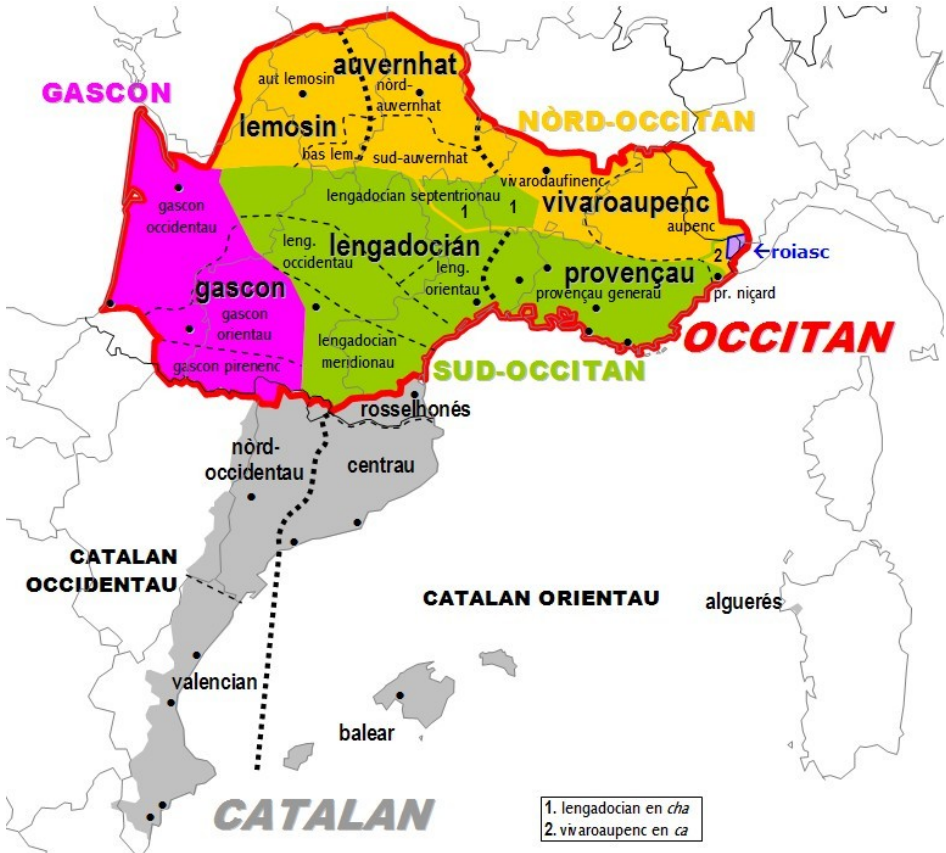 auvernhat
aut lemosin
nòrd-
auvernhat
GASCON
NÒRD-OCCITAN
lemosin
bas lem.
sud-auvernhat
vivarodaufinenc
lengadocian septentrionau
1
1
vivaroaupenc
gascon
occidentau
aupenc
leng.
occidentau
lengadocián
2
←roiasc
leng.
orientau
provençau
provençau generau
pr. niçard
gascon
gascon
orientau
lengadocian
meridionau
OCCITAN
gascon pirenenc
SUD-OCCITAN
rosselhonés
nòrd-
occidentau
centrau
CATALAN
OCCIDENTAU
CATALAN ORIENTAU
alguerés
valencian
balear
CATALAN
1. lengadocian en cha
2. vivaroaupenc en ca